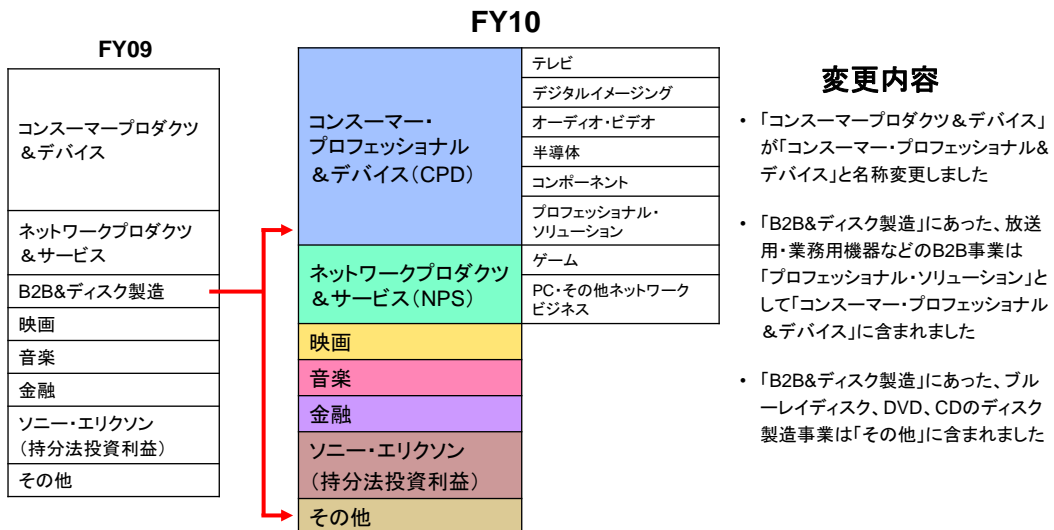 FY10
FY09
コンスーマープロダクツ
&デバイス
ネットワークプロダクツ
&サービス
B2B&ディスク製造
映画
音楽
金融
ソニー・エリクソン
(持分法投資利益)
その他
コンスーマー・
プロフェッショナル
&デバイス(CPD)
テレビ
デジタルイメージング
オーディオ・ビデオ
半導体
コンポーネント
プロフェッショナル・
ソリューション
ネットワークプロダクツ
&サービス(NPS)
ゲーム
PC・その他ネットワーク
ビジネス
映画
音楽
金融
ソニー・エリクソン
(持分法投資利益)
その他
変更内容
• 「コンスーマープロダクツ&デバイス」
が「コンスーマー・プロフェッショナル&
デバイス」と名称変更しました
• 「B2B&ディスク製造」にあった、放送
用・業務用機器などのB2B事業は
「プロフェッショナル・ソリューション」と
して「コンスーマー・プロフェッショナル
&デバイス」に含まれました
• 「B2B&ディスク製造」にあった、ブル
ーレイディスク、DVD、CDのディスク
製造事業は「その他」に含まれました